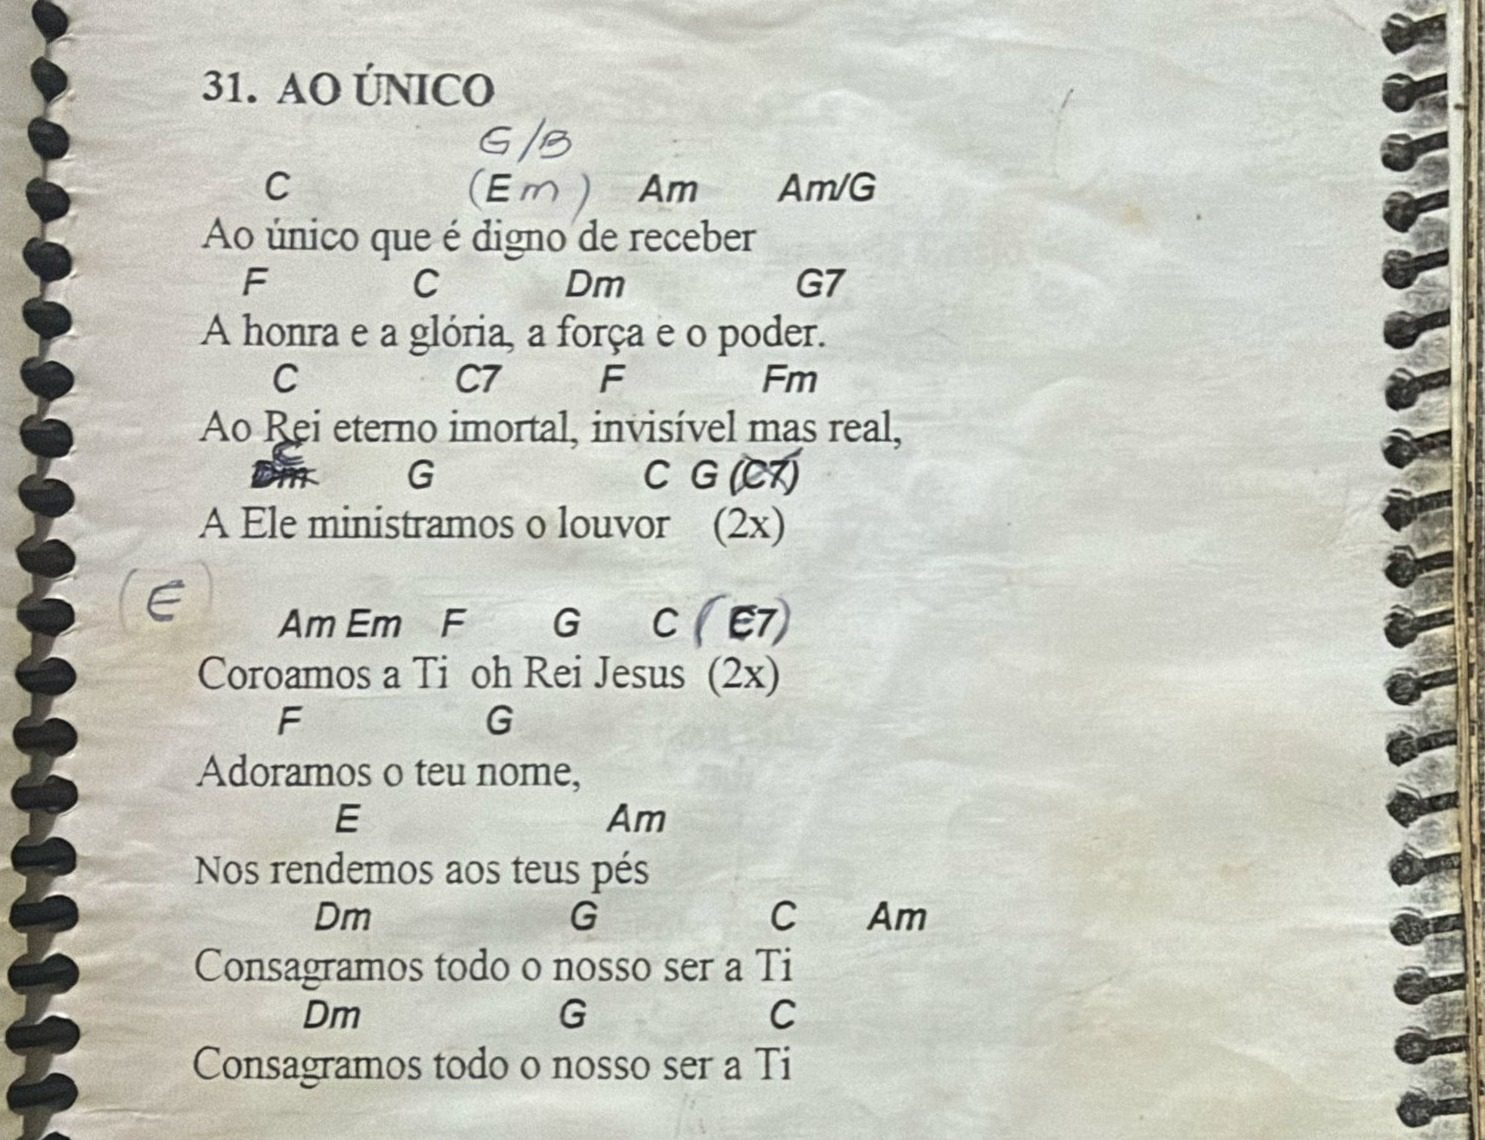 31. AO ÚNICO
G/B
C (Em) Am Am/G
Ao único que é digno de receber
F C Dm G7
A honra e a glória, a força e o poder.
C C7 F Fm
Ao Rei eterno imortal, invisível mas real,
C
Dm G C G (C7)
A Ele ministramos o louvor (2x)
(E)
Am Em F G C (E7)
Coroamos a Ti oh Rei Jesus (2x)
F G
Adoramos o teu nome,
E Am
Nos rendemos aos teus pés
Dm G C Am
Consagramos todo o nosso ser a Ti
Dm G C
Consagramos todo o nosso ser a Ti